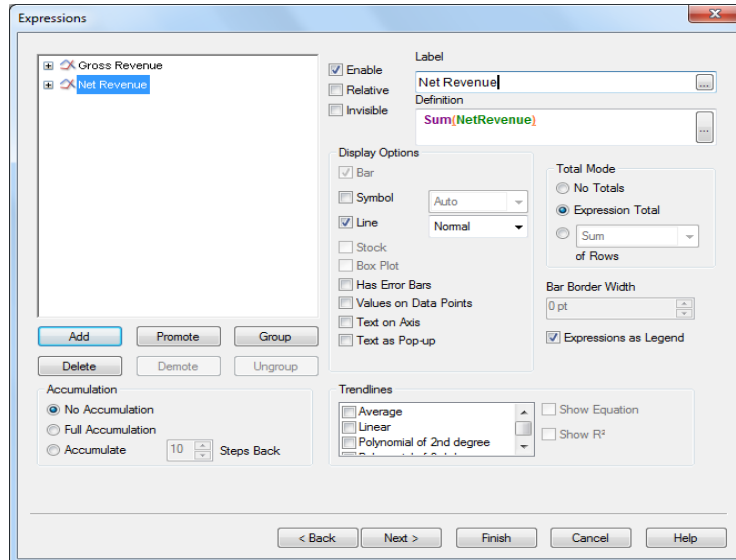 Expressions
Gross Revenue
Net Revenue
Enable
Relative
Invisible
Label
Net Revenue
...
Definition
Sum(NetRevenue)
...
Display Options
Bar
Symbol
Auto
Line
Normal
Stock
Box Plot
Has Error Bars
Values on Data Points
Text on Axis
Text as Pop-up
Total Mode
No Totals
Expression Total
Sum
of Rows
Bar Border Width
0 pt
Expressions as Legend
Add
Promote
Group
Delete
Demote
Ungroup
Accumulation
No Accumulation
Full Accumulation
Accumulate
10
Steps Back
Trendlines
Average
Linear
Polynomial of 2nd degree
Show Equation
Show R²
< Back
Next >
Finish
Cancel
Help